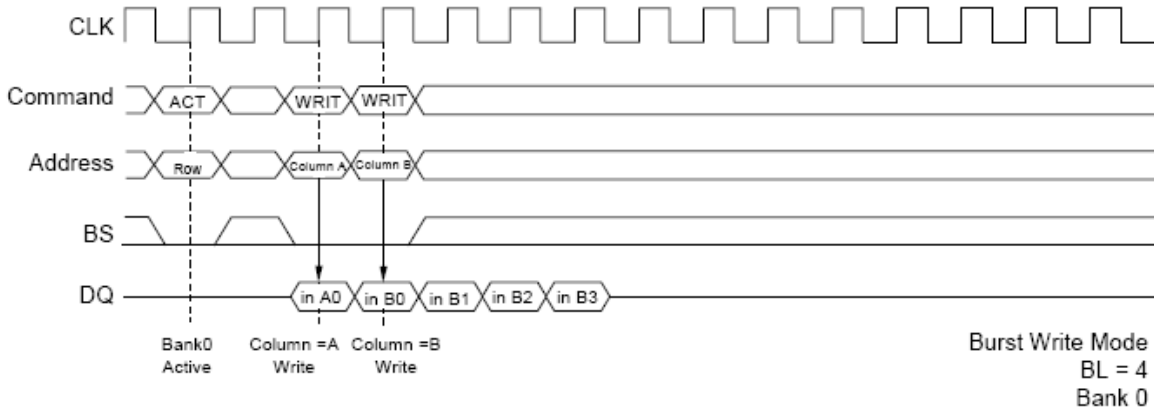 CLK
Command ACT WRIT WRIT
Address Row Column A Column B
BS
DQ in A0 in B0 in B1 in B2 in B3
Bank0 Column =A Column =B
Active Write Write
Burst Write Mode
BL = 4
Bank 0